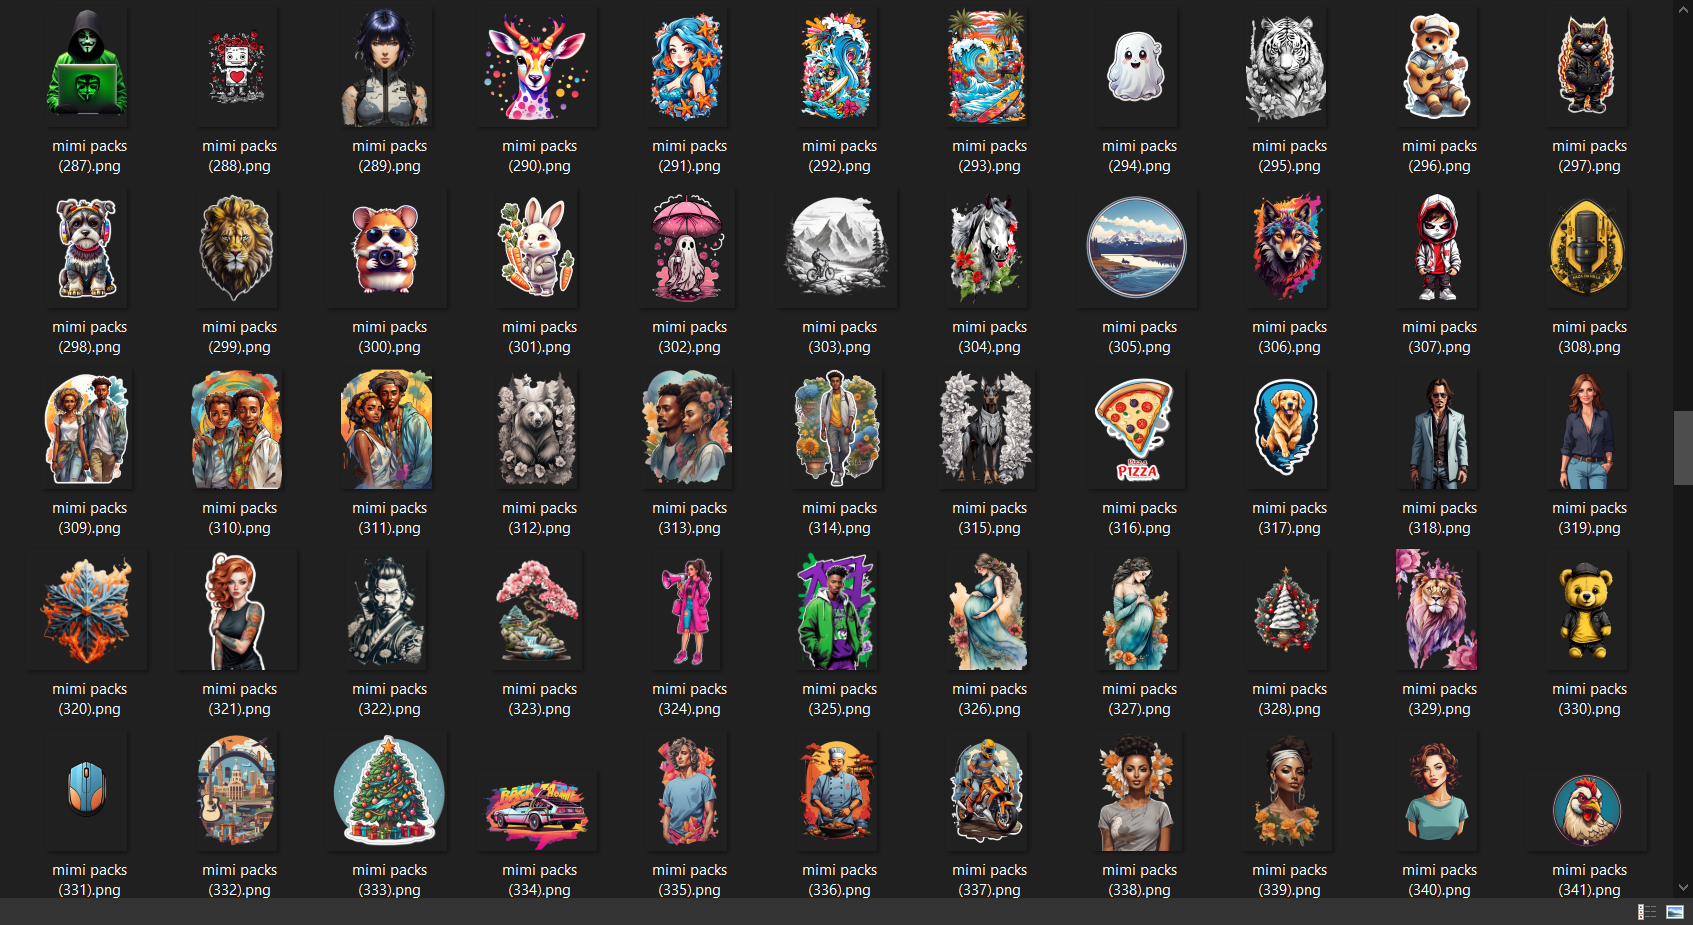 mimi packs
(287).png
mimi packs
(288).png
mimi packs
(289).png
mimi packs
(290).png
mimi packs
(291).png
mimi packs
(292).png
mimi packs
(293).png
mimi packs
(294).png
mimi packs
(295).png
mimi packs
(296).png
mimi packs
(297).png
mimi packs
(298).png
mimi packs
(299).png
mimi packs
(300).png
mimi packs
(301).png
mimi packs
(302).png
mimi packs
(303).png
mimi packs
(304).png
mimi packs
(305).png
mimi packs
(306).png
mimi packs
(307).png
mimi packs
(308).png
PIZZA
mimi packs
(309).png
mimi packs
(310).png
mimi packs
(311).png
mimi packs
(312).png
mimi packs
(313).png
mimi packs
(314).png
mimi packs
(315).png
mimi packs
(316).png
mimi packs
(317).png
mimi packs
(318).png
mimi packs
(319).png
mimi packs
(320).png
mimi packs
(321).png
mimi packs
(322).png
mimi packs
(323).png
mimi packs
(324).png
mimi packs
(325).png
mimi packs
(326).png
mimi packs
(327).png
mimi packs
(328).png
mimi packs
(329).png
mimi packs
(330).png
BACK
mimi packs
(331).png
mimi packs
(332).png
mimi packs
(333).png
mimi packs
(334).png
mimi packs
(335).png
mimi packs
(336).png
mimi packs
(337).png
mimi packs
(338).png
mimi packs
(339).png
mimi packs
(340).png
mimi packs
(341).png